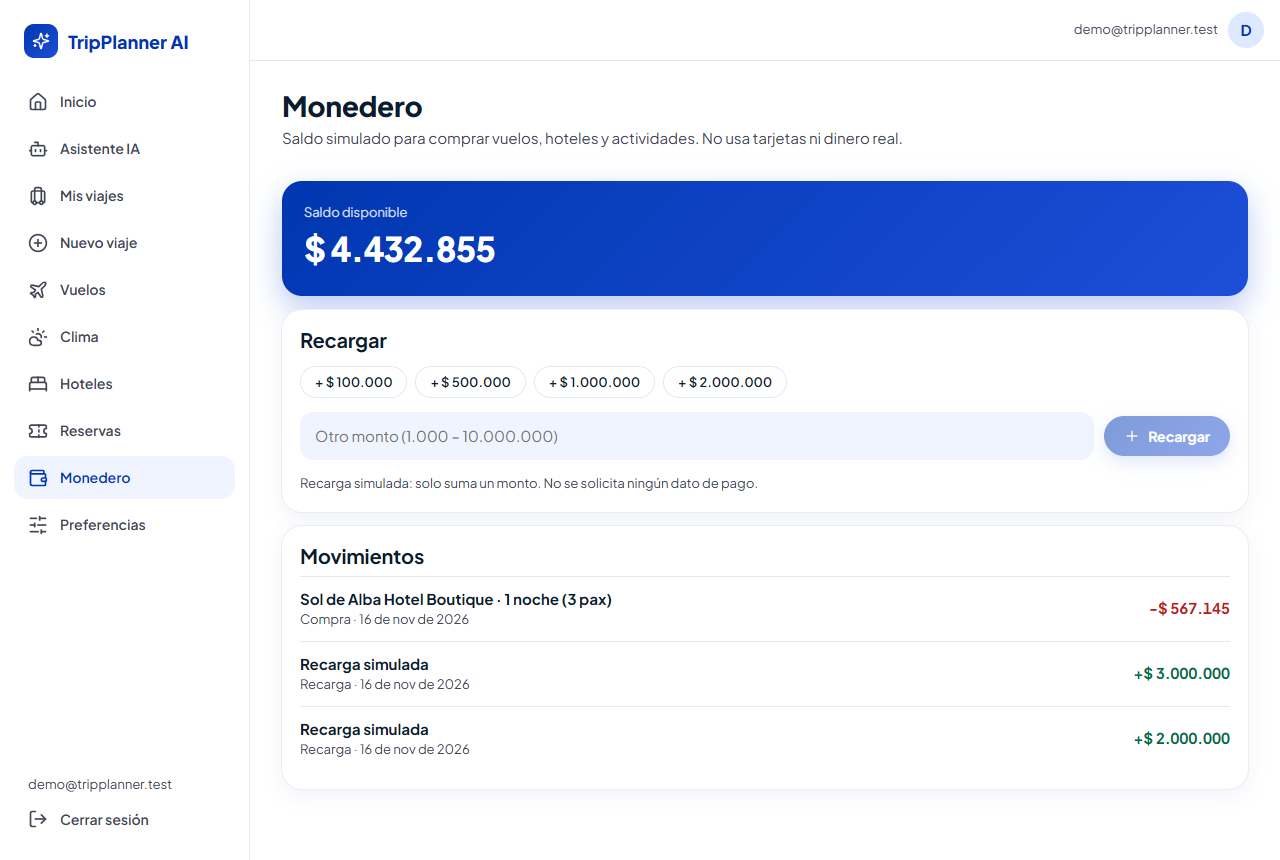 TripPlanner AI
Inicio
Asistente IA
Mis viajes
Nuevo viaje
Vuelos
Clima
Hoteles
Reservas
Monedero
Preferencias
demo@tripplanner.test
Cerrar sesión
demo@tripplanner.test
D
Monedero
Saldo simulado para comprar vuelos, hoteles y actividades. No usa tarjetas ni dinero real.
Saldo disponible
$ 4.432.855
Recargar
+ $ 100.000
+ $ 500.000
+ $ 1.000.000
+ $ 2.000.000
Otro monto (1.000 – 10.000.000)
+ Recargar
Recarga simulada: solo suma un monto. No se solicita ningún dato de pago.
Movimientos
Sol de Alba Hotel Boutique · 1 noche (3 pax)
Compra · 16 de nov de 2026
−$ 567.145
Recarga simulada
Recarga · 16 de nov de 2026
+$ 3.000.000
Recarga simulada
Recarga · 16 de nov de 2026
+$ 2.000.000